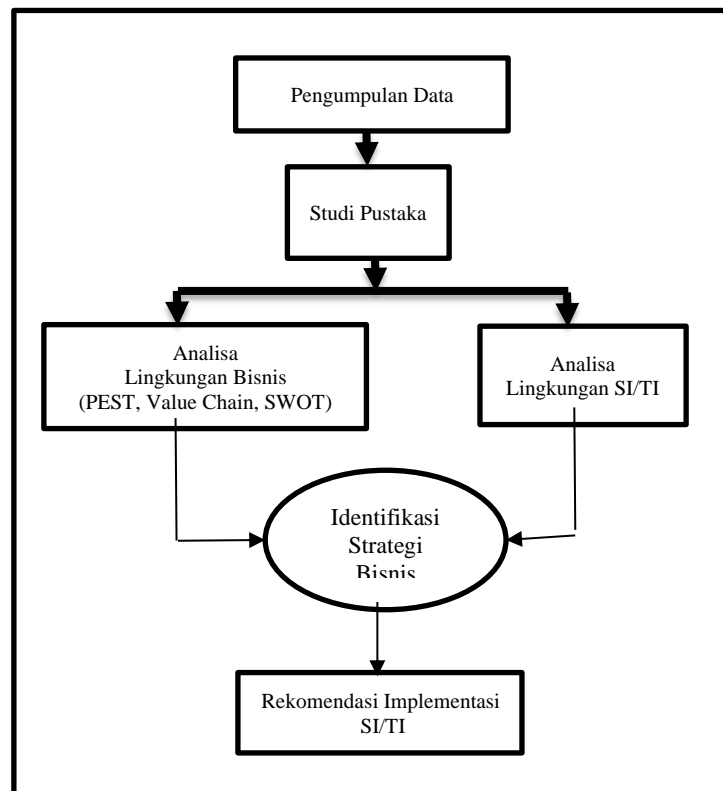 Pengumpulan Data
Studi Pustaka
Analisa
Lingkungan Bisnis
(PEST, Value Chain, SWOT)
Analisa
Lingkungan SI/TI
Identifikasi
Strategi
Bisnis
Rekomendasi Implementasi
SI/TI